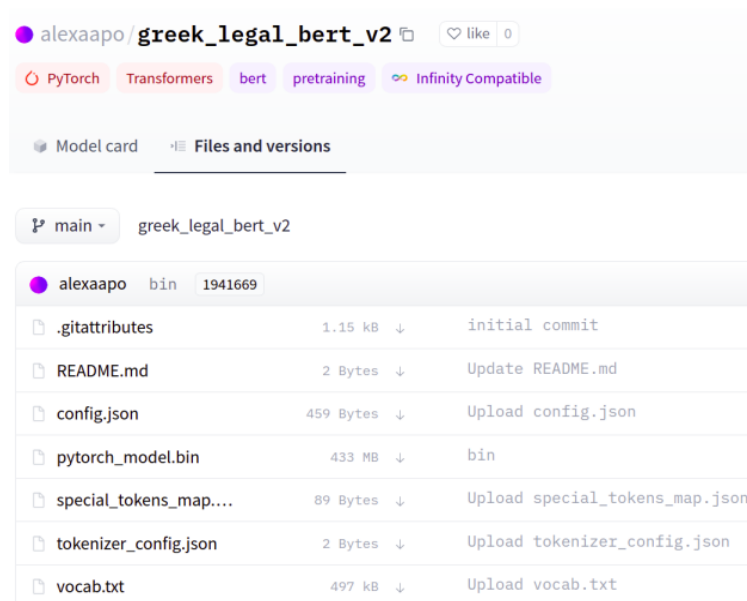 alexaapo/greek_legal_bert_v2 like 0
PyTorch Transformers bert pretraining Infinity Compatible
Model card Files and versions
main greek_legal_bert_v2
alexaapo bin 1941669
.gitattributes 1.15 kB ↓ initial commit
README.md 2 Bytes ↓ Update README.md
config.json 459 Bytes ↓ Upload config.json
pytorch_model.bin 433 MB ↓ bin
special_tokens_map.... 89 Bytes ↓ Upload special_tokens_map.json
tokenizer_config.json 2 Bytes ↓ Upload tokenizer_config.json
vocab.txt 497 kB ↓ Upload vocab.txt